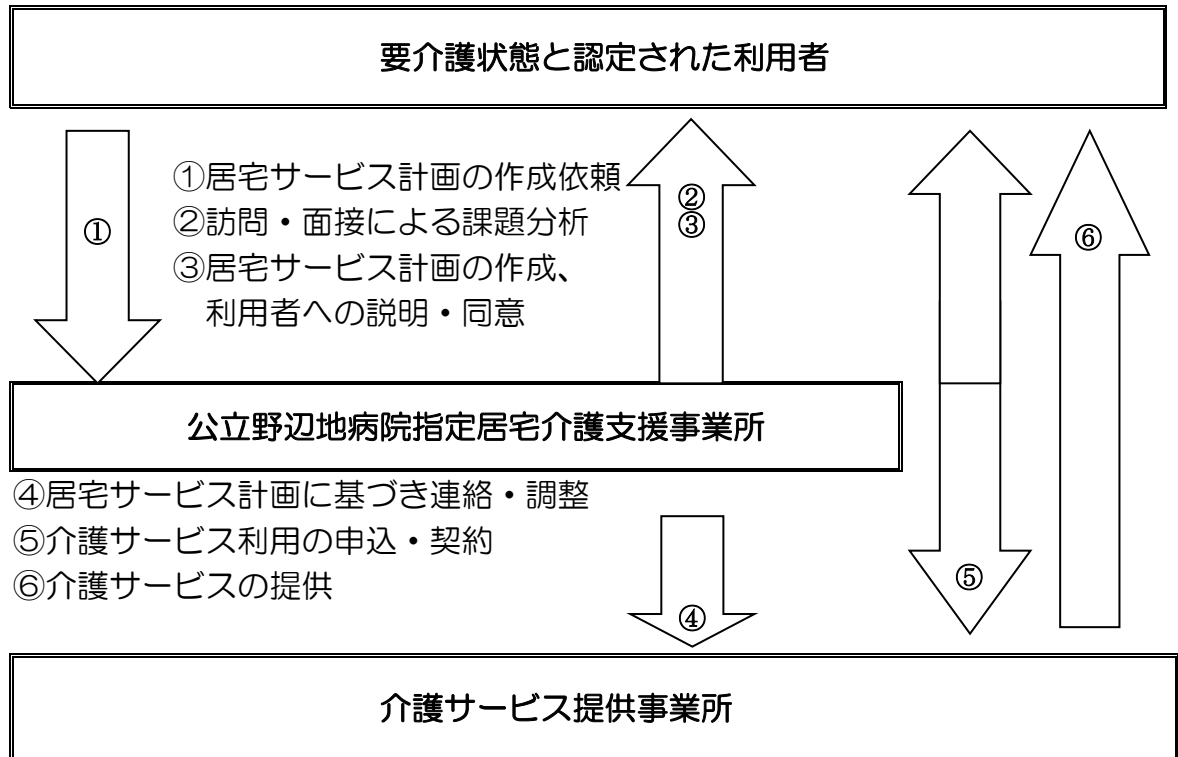 要介護状態と認定された利用者
①
①居宅サービス計画の作成依頼
②訪問・面接による課題分析
③居宅サービス計画の作成、
利用者への説明・同意
②
③
⑥
公立野辺地病院指定居宅介護支援事業所
④居宅サービス計画に基づき連絡・調整
⑤介護サービス利用の申込・契約
⑥介護サービスの提供
④
⑤
介護サービス提供事業所